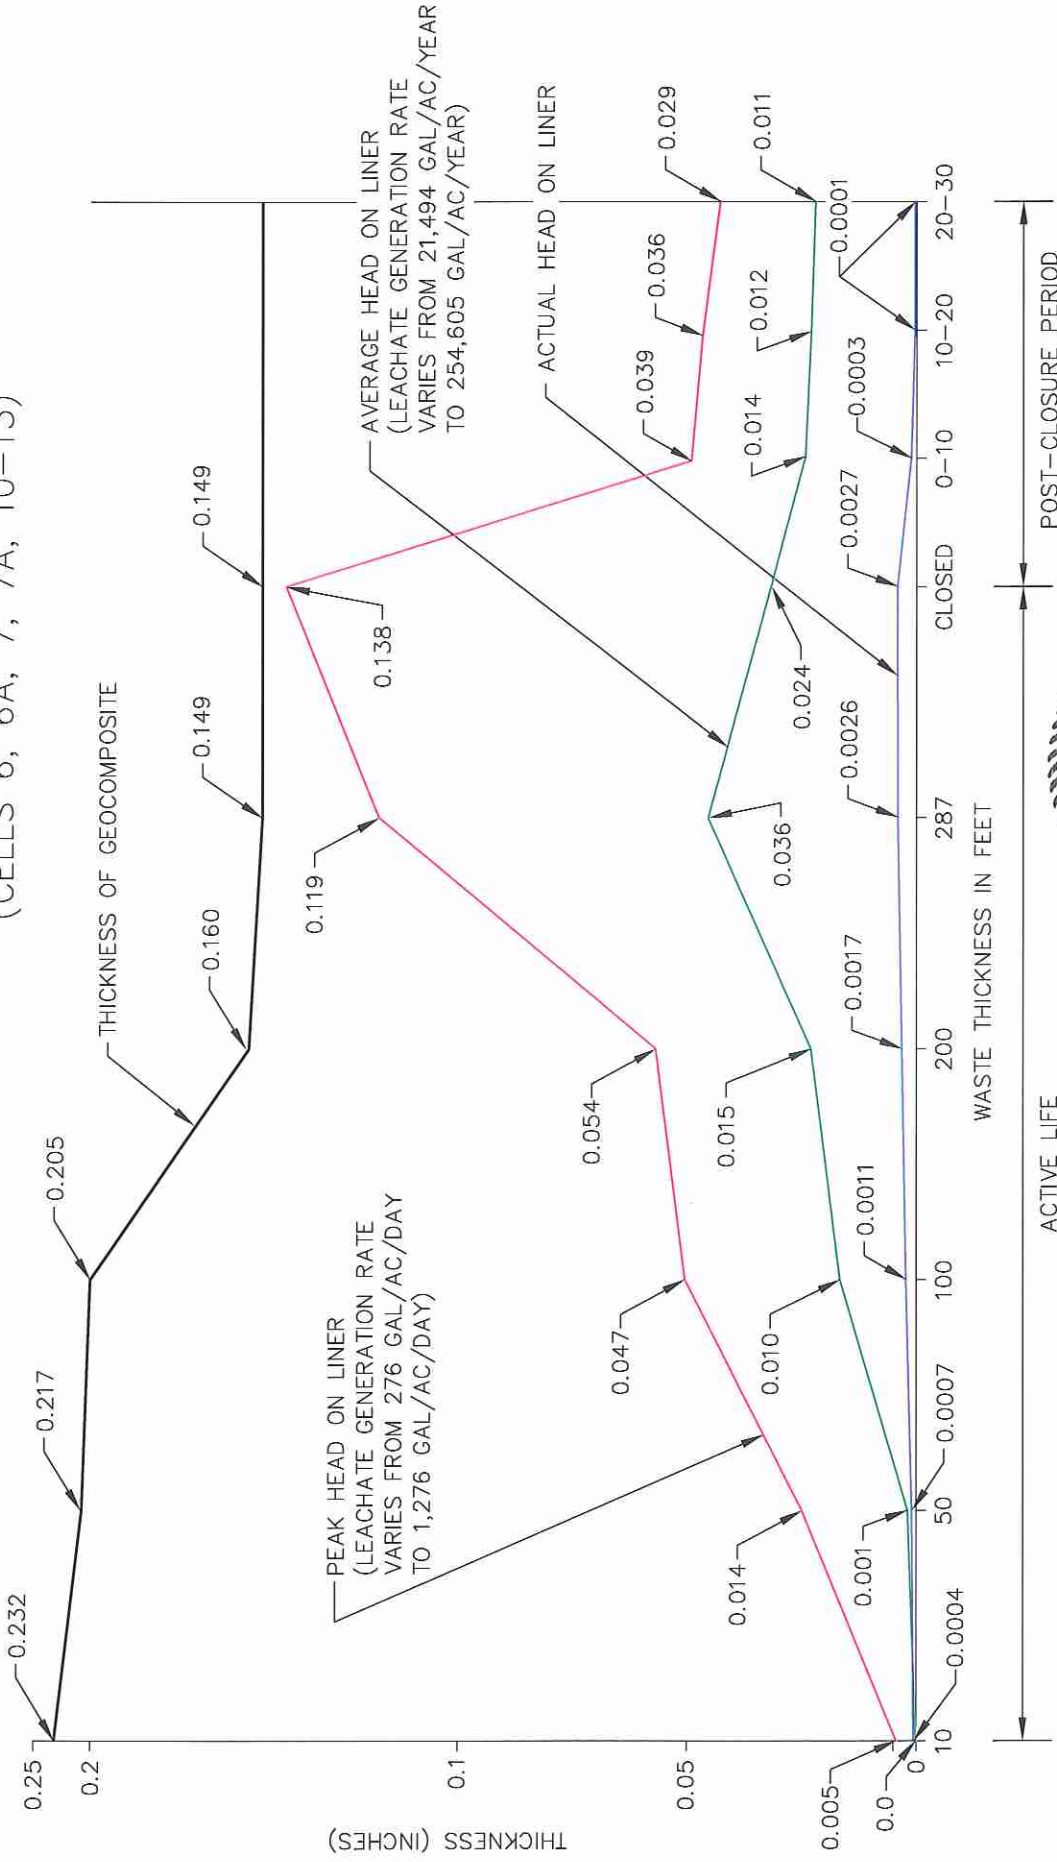 (CELLS 6, 6A, 7, 7A, 10-15)
0.25
0.2
0.1
0.05
0
THICKNESS (INCHES)
0.232
0.217
0.205
THICKNESS OF GEOCOMPOSITE
0.160
0.149
0.149
PEAK HEAD ON LINER
(LEACHATE GENERATION RATE
VARIES FROM 276 GAL/AC/DAY
TO 1,276 GAL/AC/DAY)
AVERAGE HEAD ON LINER
(LEACHATE GENERATION RATE
VARIES FROM 21,494 GAL/AC/YEAR
TO 254,605 GAL/AC/YEAR)
ACTUAL HEAD ON LINER
0.005
0.014
0.047
0.054
0.119
0.138
0.039
0.036
0.029
0.0
0.001
0.010
0.015
0.036
0.024
0.014
0.012
0.011
0.0004
0.0007
0.0011
0.0017
0.0026
0.0027
0.0003
0.0001
10
50
100
200
287
CLOSED
0-10
10-20
20-30
WASTE THICKNESS IN FEET
ACTIVE LIFE
POST-CLOSURE PERIOD